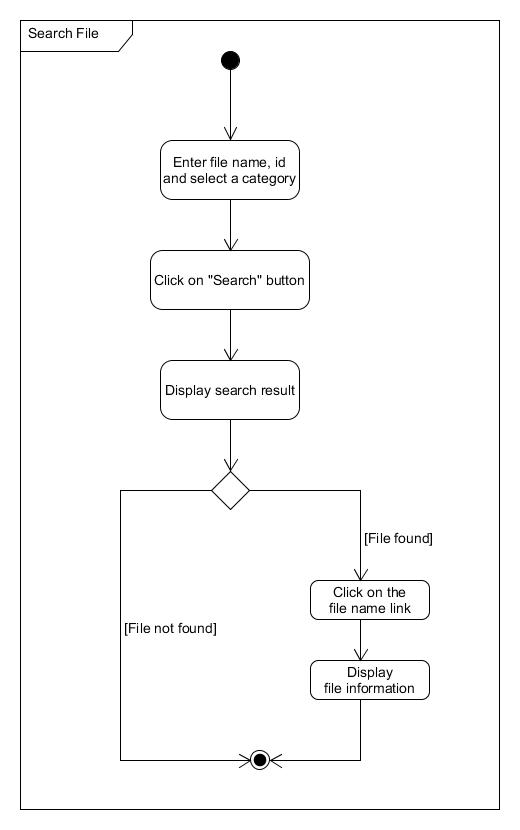 Search File
Enter file name, id
and select a category
Click on "Search" button
Display search result
[File found]
Click on the
file name link
[File not found]
Display
file information